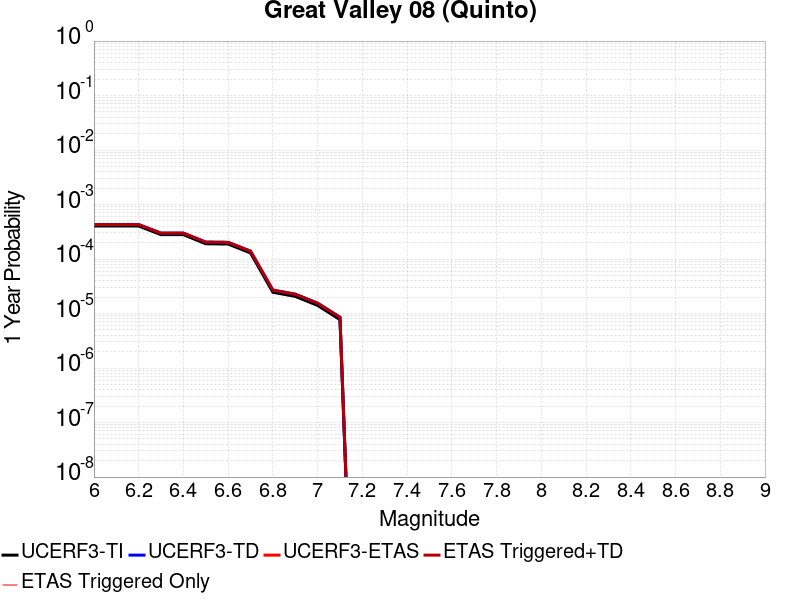 Great Valley 08 (Quinto)
10^0
10^-1
10^-2
10^-3
10^-4
10^-5
10^-6
10^-7
10^-8
1 Year Probability
6 6.2 6.4 6.6 6.8 7 7.2 7.4 7.6 7.8 8 8.2 8.4 8.6 8.8 9
Magnitude
UCERF3-TI UCERF3-TD UCERF3-ETAS ETAS Triggered+TD
ETAS Triggered Only